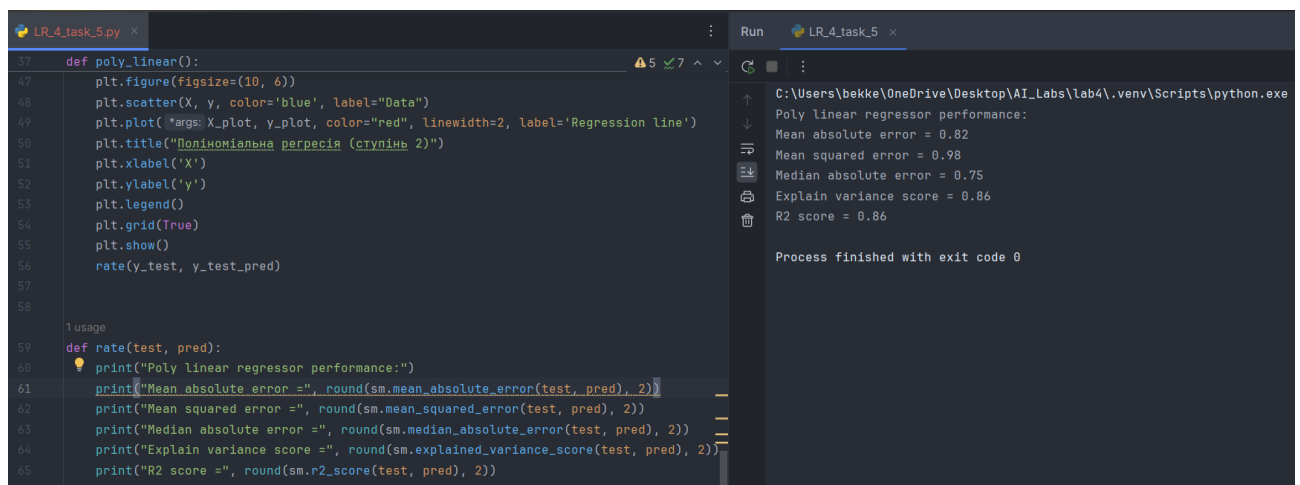 LR_4_task_5.py
37 def poly_linear():
5 7
47 plt.figure(figsize=(10, 6))
48 plt.scatter(X, y, color='blue', label="Data")
49 plt.plot( *args: X_plot, y_plot, color="red", linewidth=2, label='Regression line')
50 plt.title("Поліноміальна регресія (ступінь 2)")
51 plt.xlabel('X')
52 plt.ylabel('y')
53 plt.legend()
54 plt.grid(True)
55 plt.show()
56 rate(y_test, y_test_pred)
57
58
1 usage
59 def rate(test, pred):
60 print("Poly linear regressor performance:")
61 print("Mean absolute error =", round(sm.mean_absolute_error(test, pred), 2))
62 print("Mean squared error =", round(sm.mean_squared_error(test, pred), 2))
63 print("Median absolute error =", round(sm.median_absolute_error(test, pred), 2))
64 print("Explain variance score =", round(sm.explained_variance_score(test, pred), 2))
65 print("R2 score =", round(sm.r2_score(test, pred), 2))
Run LR_4_task_5
C:\Users\bekke\OneDrive\Desktop\AI_Labs\lab4\.venv\Scripts\python.exe
Poly linear regressor performance:
Mean absolute error = 0.82
Mean squared error = 0.98
Median absolute error = 0.75
Explain variance score = 0.86
R2 score = 0.86
Process finished with exit code 0